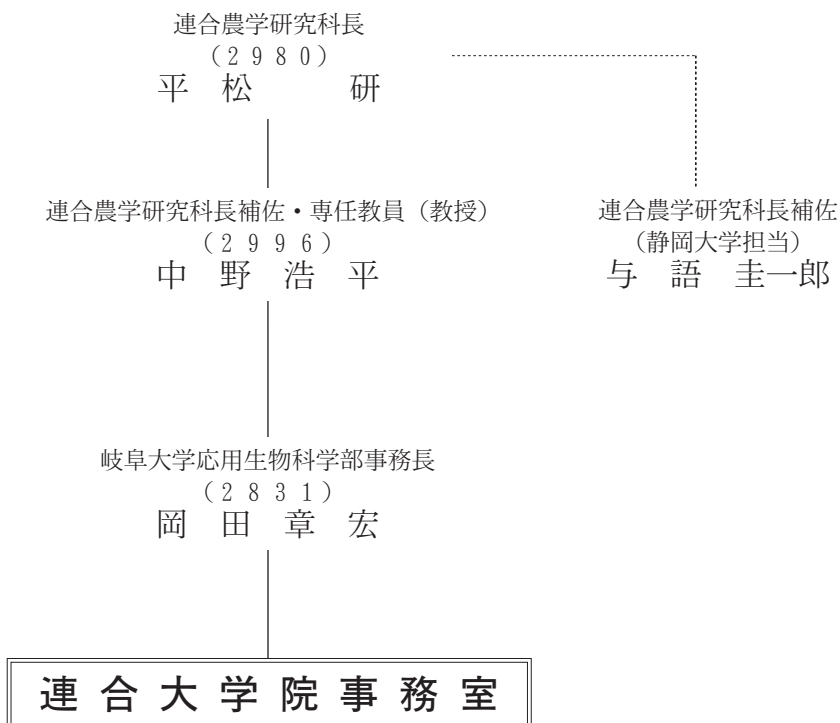 連合農学研究科長
(2980)
平松 研
連合農学研究科長補佐・専任教員（教授）
(2996)
中野浩平
連合農学研究科長補佐
（静岡大学担当）
与語圭一郎
岐阜大学応用生物科学部事務長
(2831)
岡田章宏
連合大学院事務室